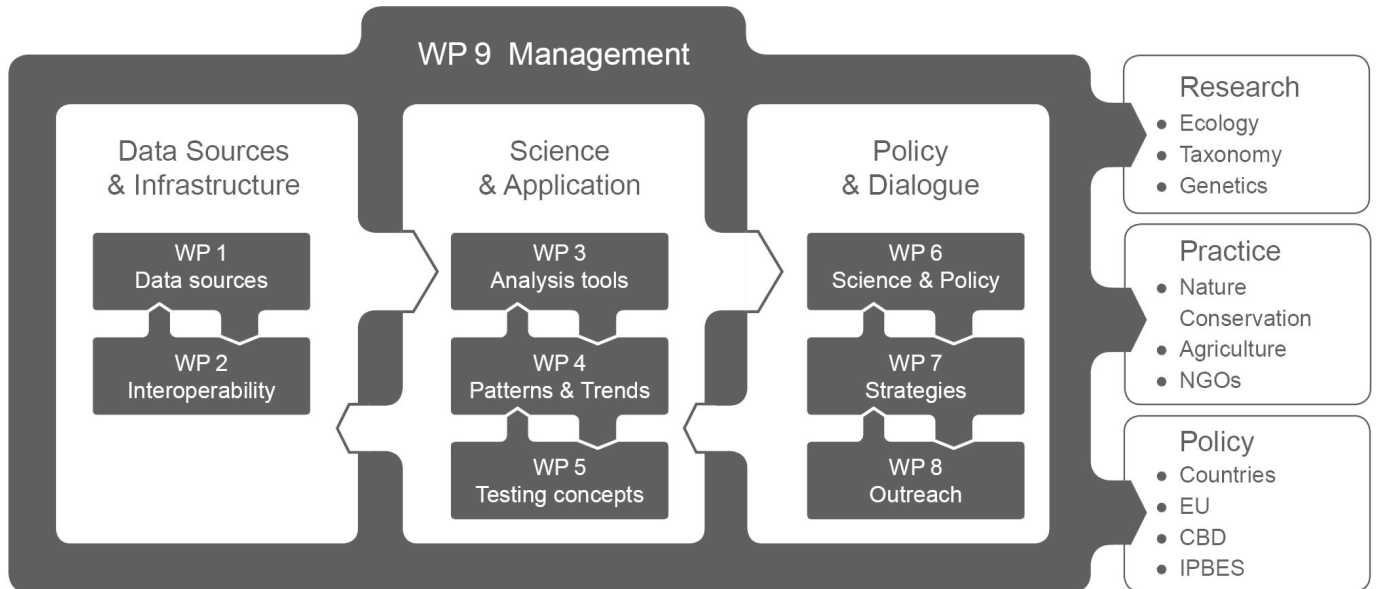 WP 9 Management
Data Sources
& Infrastructure
WP 1
Data sources
WP 2
Interoperability
Science
& Application
WP 3
Analysis tools
WP 4
Patterns & Trends
WP 5
Testing concepts
Policy
& Dialogue
WP 6
Science & Policy
WP 7
Strategies
WP 8
Outreach
Research
• Ecology
• Taxonomy
• Genetics
Practice
• Nature
Conservation
• Agriculture
• NGOs
Policy
• Countries
• EU
• CBD
• IPBES